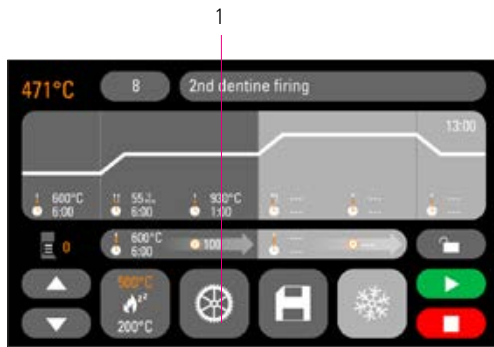 1
471°C 8 2nd dentine firing
13:00
600°C 55 930°C --- --- ---
6:00 6:00 1:00 --- --- ---
0 600°C 100 --- ---
6:00 ---
500°C
200°C